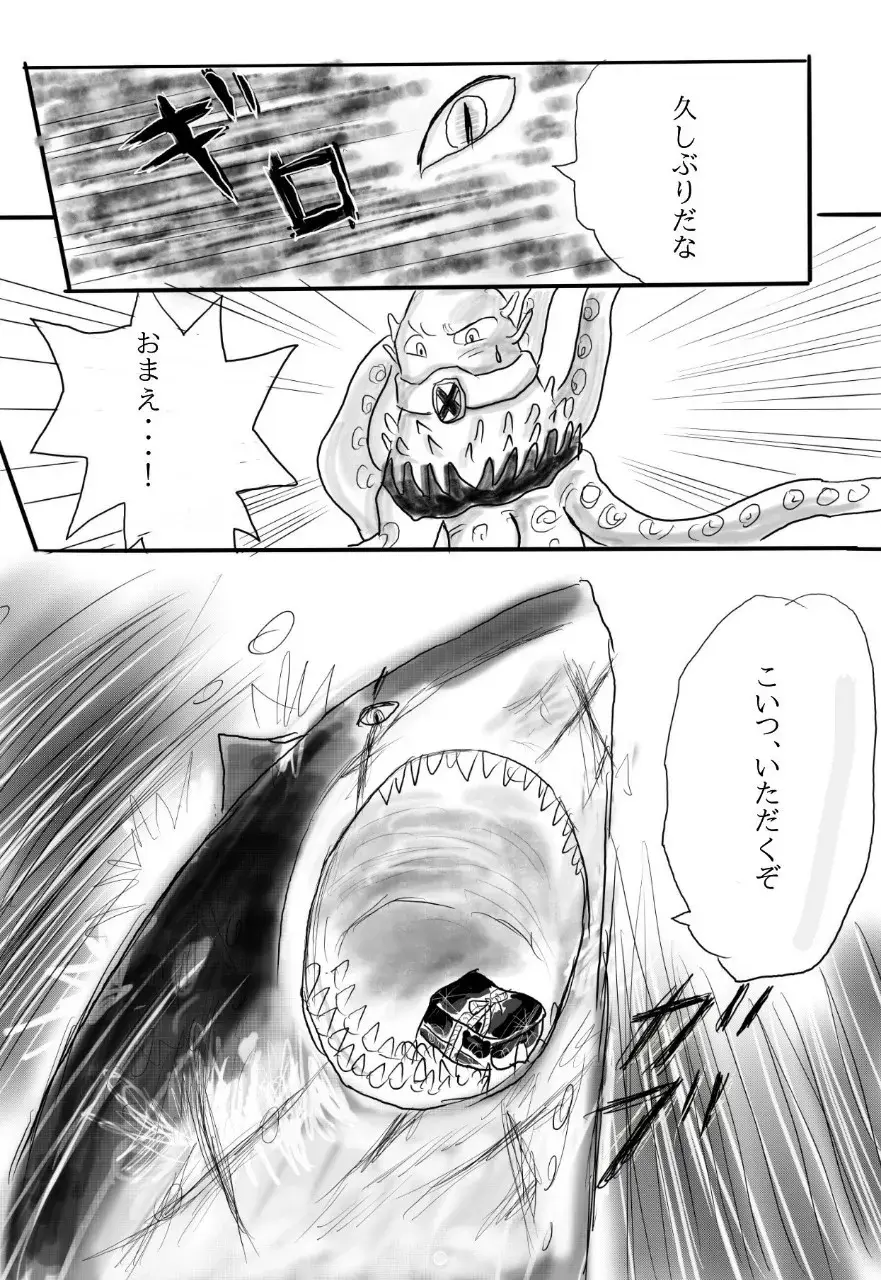 久しぶりだな
ギロ
おまえ・・・！
こいつ、いただくぞ
ガブ